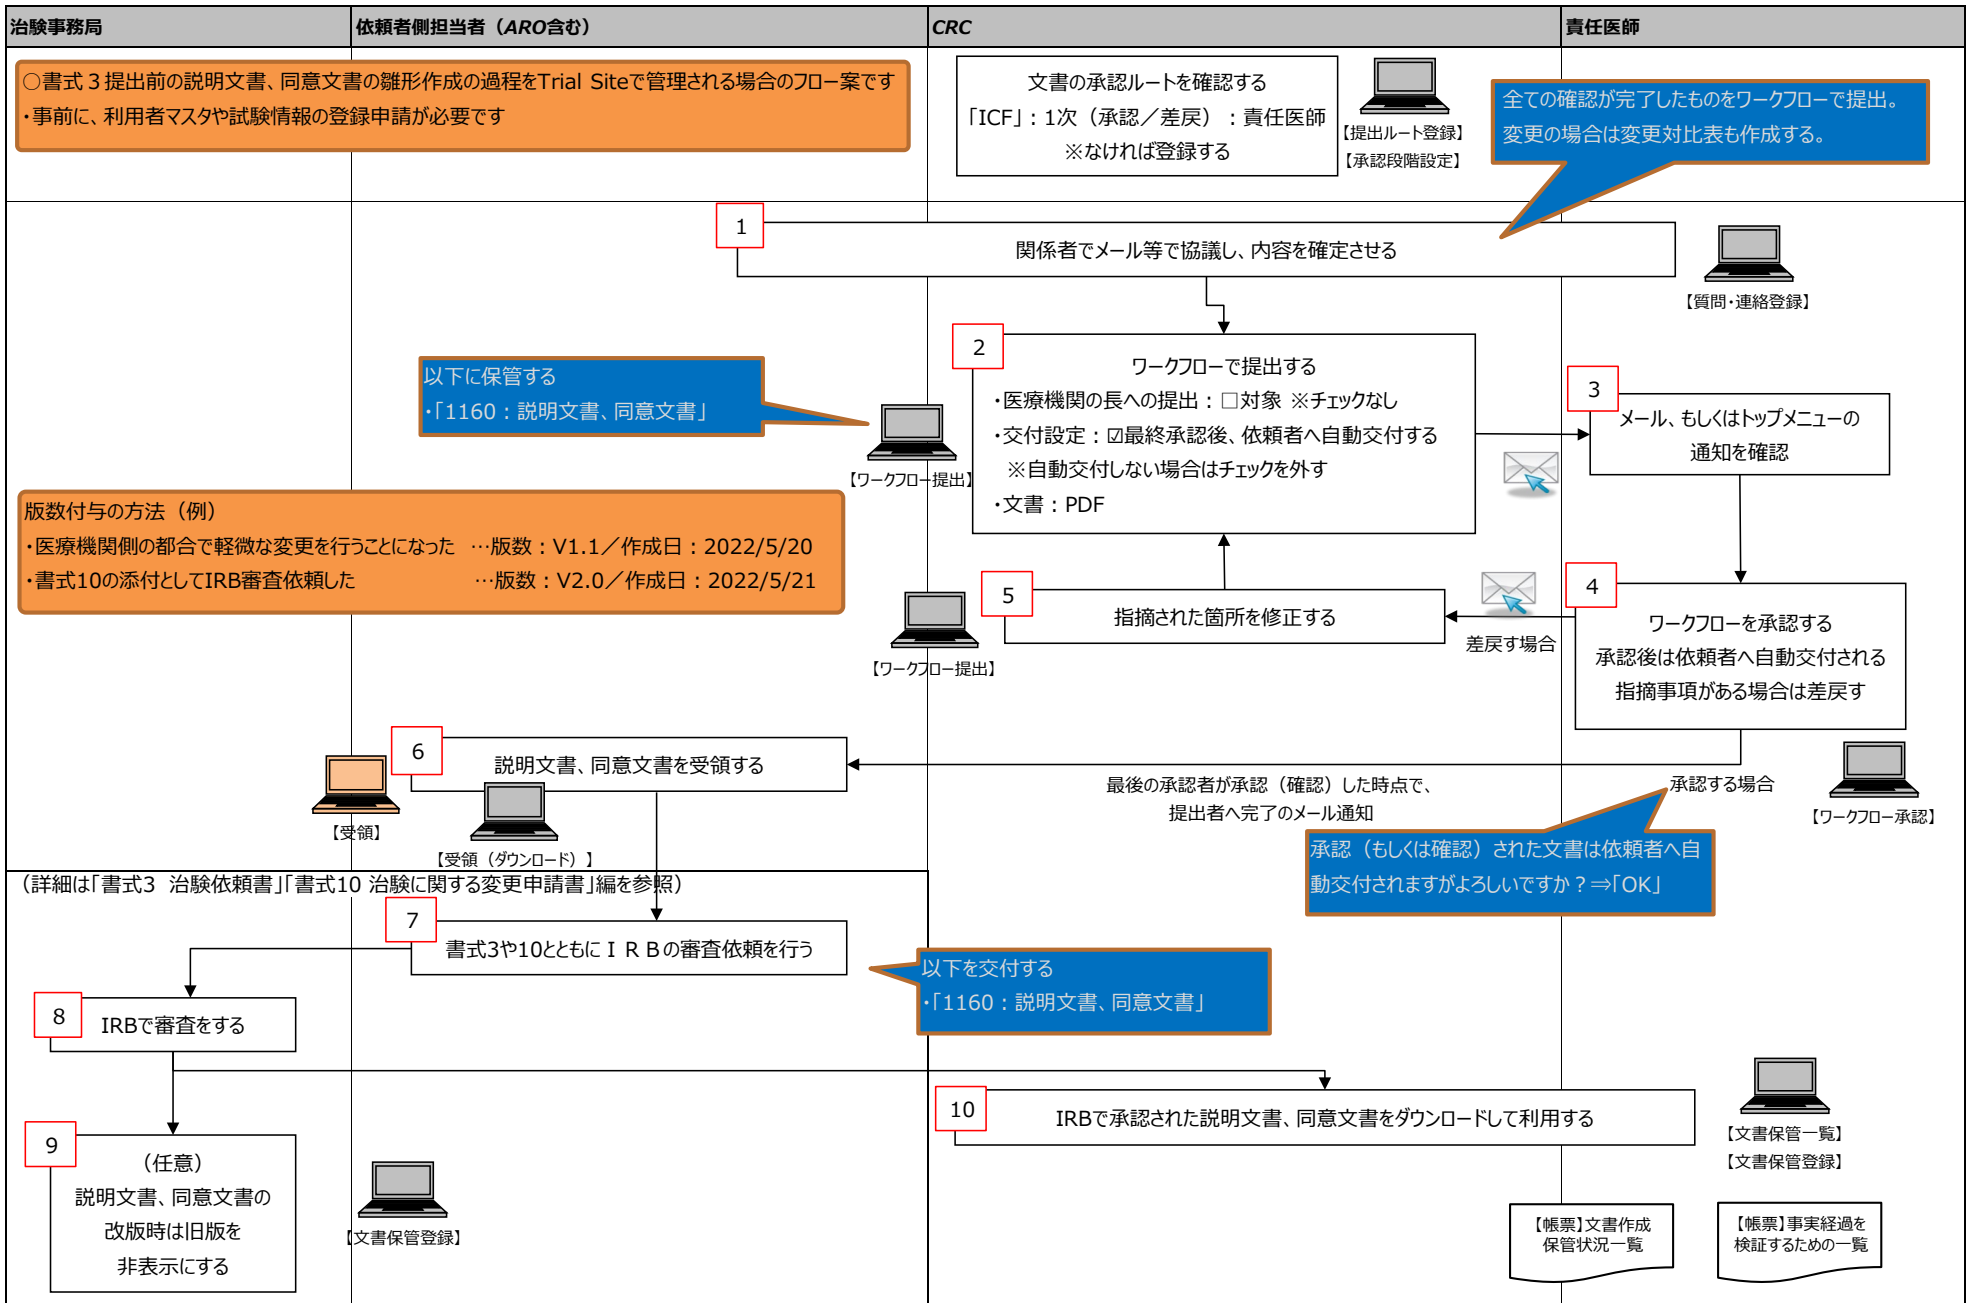 治験事務局
依頼者側担当者（ARO含む）
CRC
責任医師
○書式３提出前の説明文書、同意文書の雛形作成の過程をTrial Siteで管理される場合のフロー案です
・事前に、利用者マスタや試験情報の登録申請が必要です
文書の承認ルートを確認する
「ICF」：1次（承認／差戻）：責任医師
※なければ登録する
【提出ルート登録】
【承認段階設定】
全ての確認が完了したものをワークフローで提出。
変更の場合は変更対比表も作成する。
1
関係者でメール等で協議し、内容を確定させる
【質問・連絡登録】
2
ワークフローで提出する
・医療機関の長への提出：□対象 ※チェックなし
・交付設定：☑最終承認後、依頼者へ自動交付する
※自動交付しない場合はチェックを外す
・文書：PDF
以下に保管する
・「1160：説明文書、同意文書」
【ワークフロー提出】
3
メール、もしくはトップメニューの
通知を確認
版数付与の方法（例）
・医療機関側の都合で軽微な変更を行うことになった …版数：V1.1／作成日：2022/5/20
・書式10の添付としてIRB審査依頼した …版数：V2.0／作成日：2022/5/21
4
ワークフローを承認する
承認後は依頼者へ自動交付される
指摘事項がある場合は差戻す
5
指摘された箇所を修正する
差戻す場合
【ワークフロー提出】
6
説明文書、同意文書を受領する
【受領】
【受領（ダウンロード）】
最後の承認者が承認（確認）した時点で、
提出者へ完了のメール通知
承認する場合
【ワークフロー承認】
承認（もしくは確認）された文書は依頼者へ自
動交付されますがよろしいですか？⇒「OK」
（詳細は「書式3 治験依頼書」「書式10 治験に関する変更申請書」編を参照）
7
書式3や10とともにＩＲＢの審査依頼を行う
以下を交付する
・「1160：説明文書、同意文書」
8
IRBで審査をする
9
（任意）
説明文書、同意文書の
改版時は旧版を
非表示にする
【文書保管登録】
10
IRBで承認された説明文書、同意文書をダウンロードして利用する
【文書保管一覧】
【文書保管登録】
【帳票】文書作成
保管状況一覧
【帳票】事実経過を
検証するための一覧